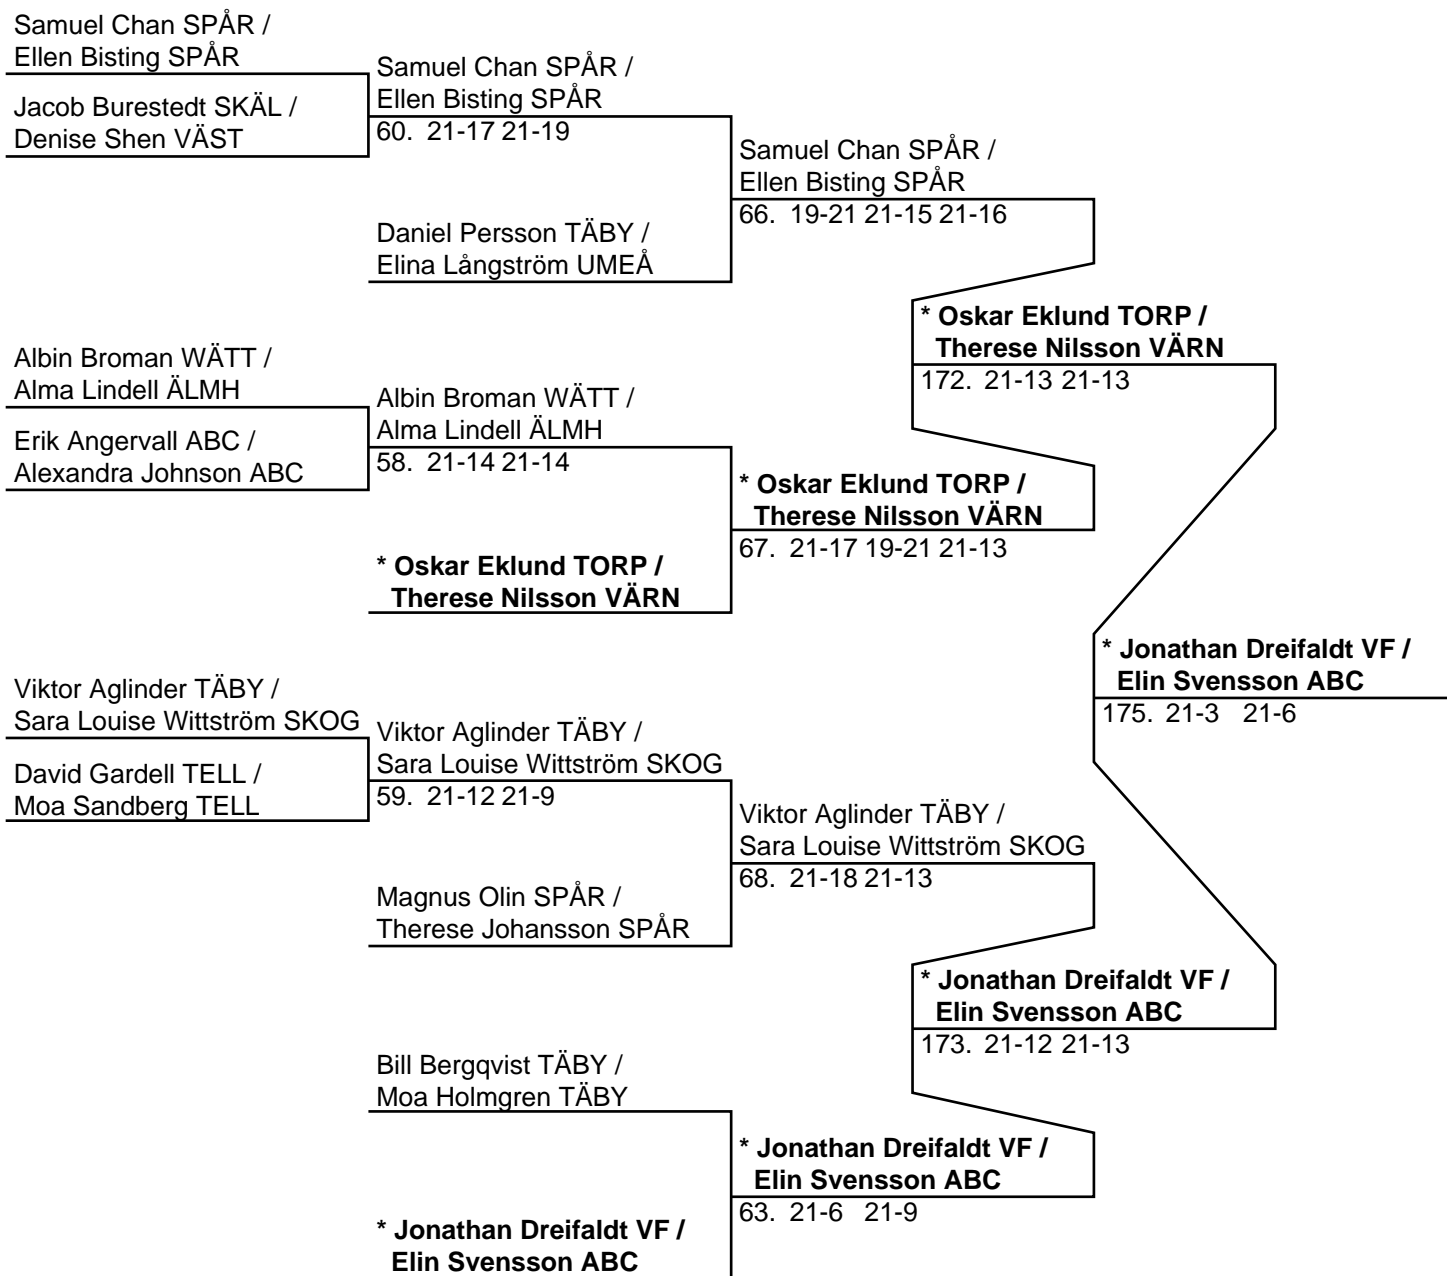 Samuel Chan SPÅR /
Ellen Bisting SPÅR
Jacob Burestedt SKÄL /
Denise Shen VÄST
Samuel Chan SPÅR /
Ellen Bisting SPÅR
60. 21-17 21-19
Daniel Persson TÄBY /
Elina Långström UMEÅ
Samuel Chan SPÅR /
Ellen Bisting SPÅR
66. 19-21 21-15 21-16
* Oskar Eklund TORP /
Therese Nilsson VÄRN
172. 21-13 21-13
Albin Broman WÄTT /
Alma Lindell ÄLMH
Erik Angervall ABC /
Alexandra Johnson ABC
Albin Broman WÄTT /
Alma Lindell ÄLMH
58. 21-14 21-14
* Oskar Eklund TORP /
Therese Nilsson VÄRN
* Oskar Eklund TORP /
Therese Nilsson VÄRN
67. 21-17 19-21 21-13
* Jonathan Dreifaldt VF /
Elin Svensson ABC
175. 21-3 21-6
Viktor Aglinder TÄBY /
Sara Louise Wittström SKOG
David Gardell TELL /
Moa Sandberg TELL
Viktor Aglinder TÄBY /
Sara Louise Wittström SKOG
59. 21-12 21-9
Magnus Olin SPÅR /
Therese Johansson SPÅR
Viktor Aglinder TÄBY /
Sara Louise Wittström SKOG
68. 21-18 21-13
* Jonathan Dreifaldt VF /
Elin Svensson ABC
173. 21-12 21-13
Bill Bergqvist TÄBY /
Moa Holmgren TÄBY
* Jonathan Dreifaldt VF /
Elin Svensson ABC
* Jonathan Dreifaldt VF /
Elin Svensson ABC
63. 21-6 21-9